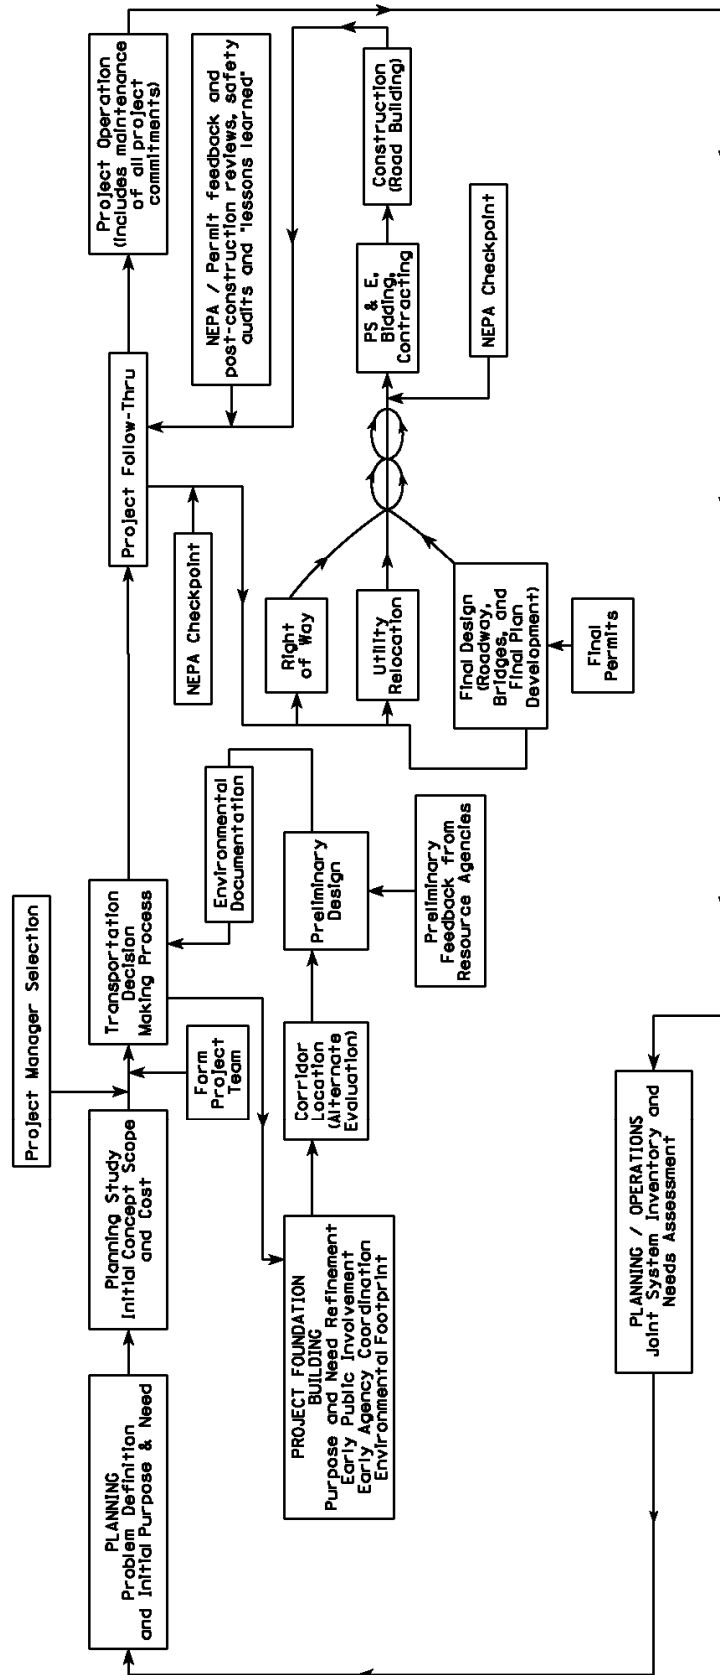 Project Manager Selection
PLANNING
Problem Definition
and Initial Purpose & Need
Planning Study
Initial Concept Scope
and Cost
Form
Project
Team
Transportation
Decision
Making Process
Project Follow-Thru
Project Operation
(Includes maintenance
of all project
commitments)
NEPA Checkpoint
NEPA / Permit feedback and
post-construction reviews, safety
audits and "lessons learned"
Environmental
Documentation
PROJECT FOUNDATION
BUILDING
Purpose and Need Refinement
Early Public Involvement
Early Agency Coordination
Environmental Footprint
Corridor
Location
(Alternate
Evaluation)
Preliminary
Design
Right
of Way
Utility
Relocation
PS & E,
Bidding,
Contracting
Construction
(Road Building)
Preliminary
Feedback from
Resource Agencies
Final Design
(Roadway,
Bridges, and
Final Plan
Development)
NEPA Checkpoint
Final
Permits
PLANNING / OPERATIONS
Joint System Inventory and
Needs Assessment